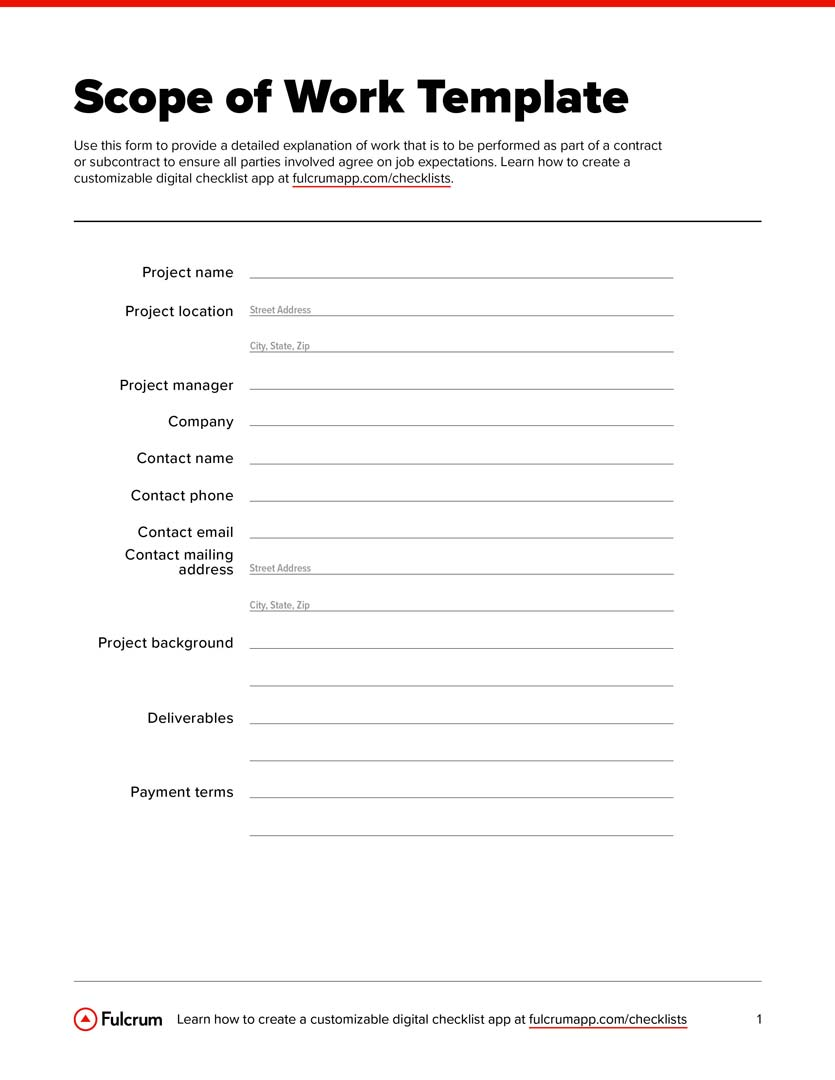 Scope of Work Template
Use this form to provide a detailed explanation of work that is to be performed as part of a contract
or subcontract to ensure all parties involved agree on job expectations. Learn how to create a
customizable digital checklist app at fulcrumapp.com/checklists.
Project name
Project location Street Address
City, State, Zip
Project manager
Company
Contact name
Contact phone
Contact email
Contact mailing
address Street Address
City, State, Zip
Project background
Deliverables
Payment terms
Fulcrum Learn how to create a customizable digital checklist app at fulcrumapp.com/checklists 1